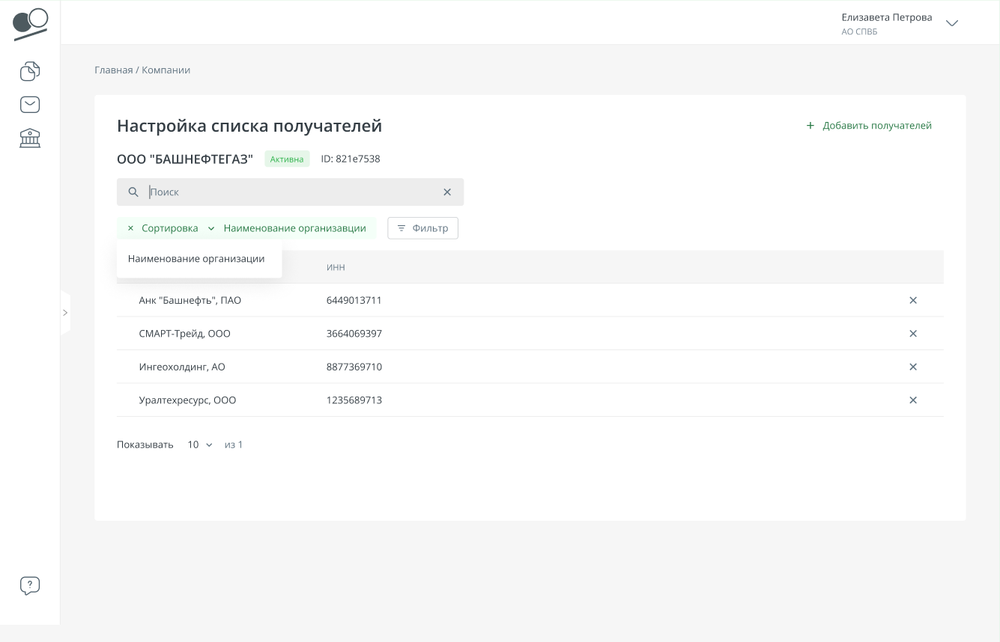 Елизавета Петрова
АО СПВБ
Главная / Компании
Настройка списка получателей
+ Добавить получателей
ООО "БАШНЕФТЕГАЗ" Активна ID: 821e7538
Поиск
× Сортировка Наименование организавции Фильтр
Наименование организации
ИНН
Анк "Башнефть", ПАО 6449013711
СМАРТ-Трейд, ООО 3664069397
Ингеохолдинг, АО 8877369710
Уралтехресурс, ООО 1235689713
Показывать 10 из 1
?